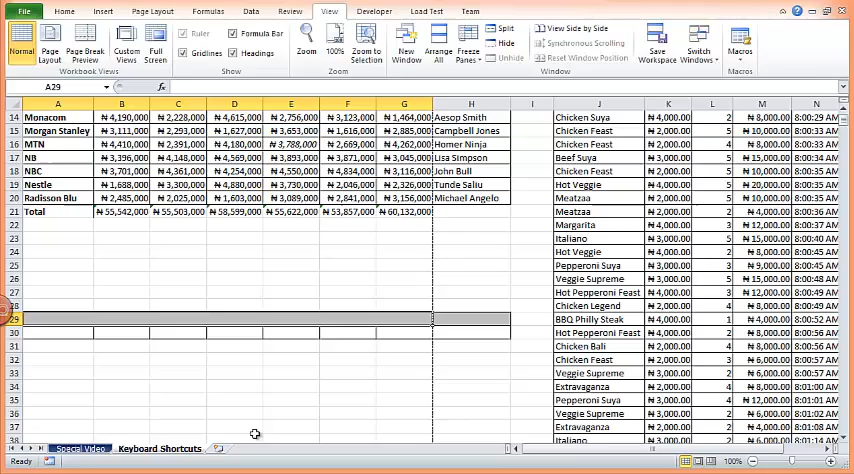 File Home Insert Page Layout Formulas Data Review View Developer Load Test Team
Normal Page Layout Page Break Preview Custom Views Full Screen Ruler Formula Bar Gridlines Headings Zoom 100% Zoom to Selection New Window Arrange All Freeze Panes Split Hide Unhide View Side by Side Synchronous Scrolling Reset Window Position Save Workspace Switch Windows Macros
Workbook Views Show Zoom Window Macros
A29 fx
A B C D E F G H I J K L M N
14 Monacom ₦ 4,190,000 ₦ 2,228,000 ₦ 4,615,000 ₦ 2,756,000 ₦ 3,123,000 ₦ 1,464,000 Aesop Smith Chicken Suya ₦ 4,000.00 2 ₦ 8,000.00 8:00:29 AM
15 Morgan Stanley ₦ 3,111,000 ₦ 2,293,000 ₦ 1,627,000 ₦ 3,653,000 ₦ 1,616,000 ₦ 2,885,000 Campbell Jones Chicken Feast ₦ 2,000.00 5 ₦ 10,000.00 8:00:33 AM
16 MTN ₦ 4,410,000 ₦ 2,391,000 ₦ 4,180,000 ₦ 3,788,000 ₦ 2,669,000 ₦ 4,262,000 Homer Ninja Chicken Feast ₦ 2,000.00 5 ₦ 10,000.00 8:00:33 AM
17 NB ₦ 3,396,000 ₦ 4,148,000 ₦ 4,569,000 ₦ 3,893,000 ₦ 3,871,000 ₦ 3,045,000 Lisa Simpson Beef Suya ₦ 3,000.00 5 ₦ 15,000.00 8:00:34 AM
18 NBC ₦ 3,701,000 ₦ 4,361,000 ₦ 4,254,000 ₦ 4,550,000 ₦ 4,834,000 ₦ 3,116,000 John Bull Chicken Feast ₦ 2,000.00 5 ₦ 10,000.00 8:00:35 AM
19 Nestle ₦ 1,688,000 ₦ 3,300,000 ₦ 4,880,000 ₦ 3,730,000 ₦ 2,046,000 ₦ 2,326,000 Tunde Saliu Hot Veggie ₦ 4,000.00 5 ₦ 20,000.00 8:00:35 AM
20 Radisson Blu ₦ 2,485,000 ₦ 2,025,000 ₦ 1,603,000 ₦ 3,089,000 ₦ 2,841,000 ₦ 3,156,000 Michael Angelo Meatzaa ₦ 2,000.00 5 ₦ 10,000.00 8:00:35 AM
21 Total ₦ 55,542,000 ₦ 55,503,000 ₦ 58,599,000 ₦ 55,622,000 ₦ 53,857,000 ₦ 60,132,000 Meatzaa ₦ 2,000.00 2 ₦ 4,000.00 8:00:36 AM
22 Margarita ₦ 4,000.00 3 ₦ 12,000.00 8:00:37 AM
23 Italiano ₦ 3,000.00 5 ₦ 15,000.00 8:00:40 AM
24 Hot Veggie ₦ 4,000.00 2 ₦ 8,000.00 8:00:45 AM
25 Pepperoni Suya ₦ 3,000.00 3 ₦ 9,000.00 8:00:45 AM
26 Veggie Supreme ₦ 3,000.00 5 ₦ 15,000.00 8:00:48 AM
27 Hot Pepperoni Feast ₦ 4,000.00 3 ₦ 12,000.00 8:00:49 AM
28 Chicken Legend ₦ 2,000.00 4 ₦ 8,000.00 8:00:49 AM
29 BBQ Philly Steak ₦ 4,000.00 1 ₦ 4,000.00 8:00:52 AM
30 Hot Pepperoni Feast ₦ 4,000.00 2 ₦ 8,000.00 8:00:56 AM
31 Chicken Bali ₦ 2,000.00 4 ₦ 8,000.00 8:00:56 AM
32 Chicken Feast ₦ 2,000.00 3 ₦ 6,000.00 8:00:57 AM
33 Veggie Supreme ₦ 3,000.00 2 ₦ 6,000.00 8:00:57 AM
34 Extravaganza ₦ 2,000.00 4 ₦ 8,000.00 8:01:00 AM
35 Pepperoni Suya ₦ 3,000.00 4 ₦ 12,000.00 8:01:01 AM
36 Veggie Supreme ₦ 3,000.00 2 ₦ 6,000.00 8:01:02 AM
37 Extravaganza ₦ 2,000.00 4 ₦ 8,000.00 8:01:08 AM
38 Italiano ₦ 3,000.00 2 ₦ 6,000.00 8:01:14 AM
Special Video Keyboard Shortcuts
Ready 100%